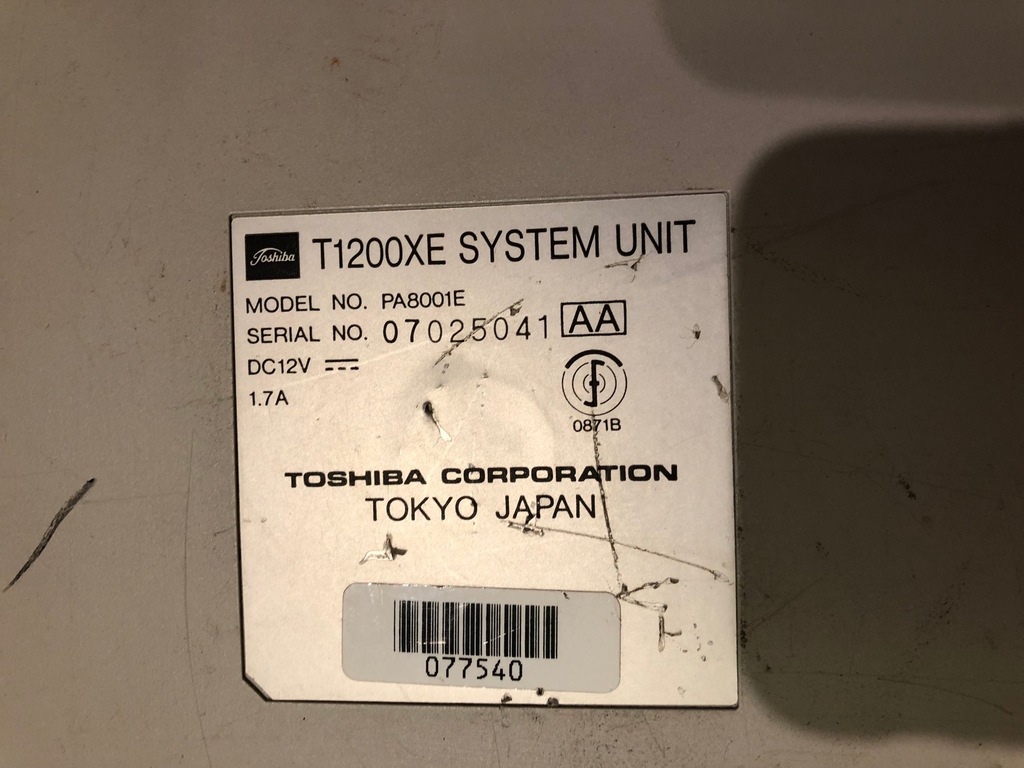 Toshiba T1200XE SYSTEM UNIT
MODEL NO. PA8001E
SERIAL NO. 07025041 AA
DC12V
1.7A
0871B
TOSHIBA CORPORATION
TOKYO JAPAN
077540